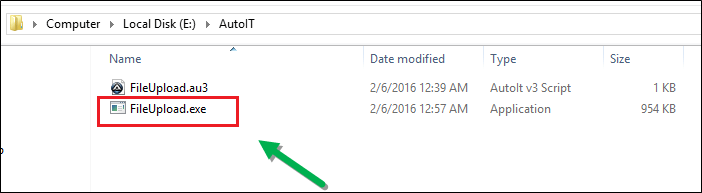 Computer Local Disk (E:) AutoIT
Name Date modified Type Size
FileUpload.au3 2/6/2016 12:39 AM AutoIt v3 Script 1 KB
FileUpload.exe 2/6/2016 12:57 AM Application 954 KB